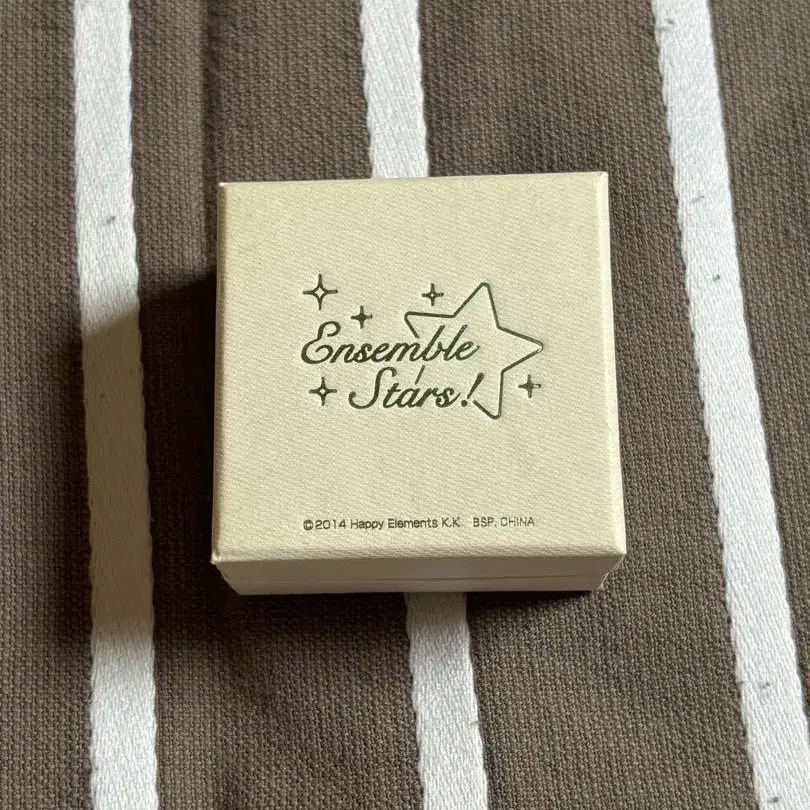 Ensemble
Stars!
©2014 Happy Elements K.K BSP. CHINA